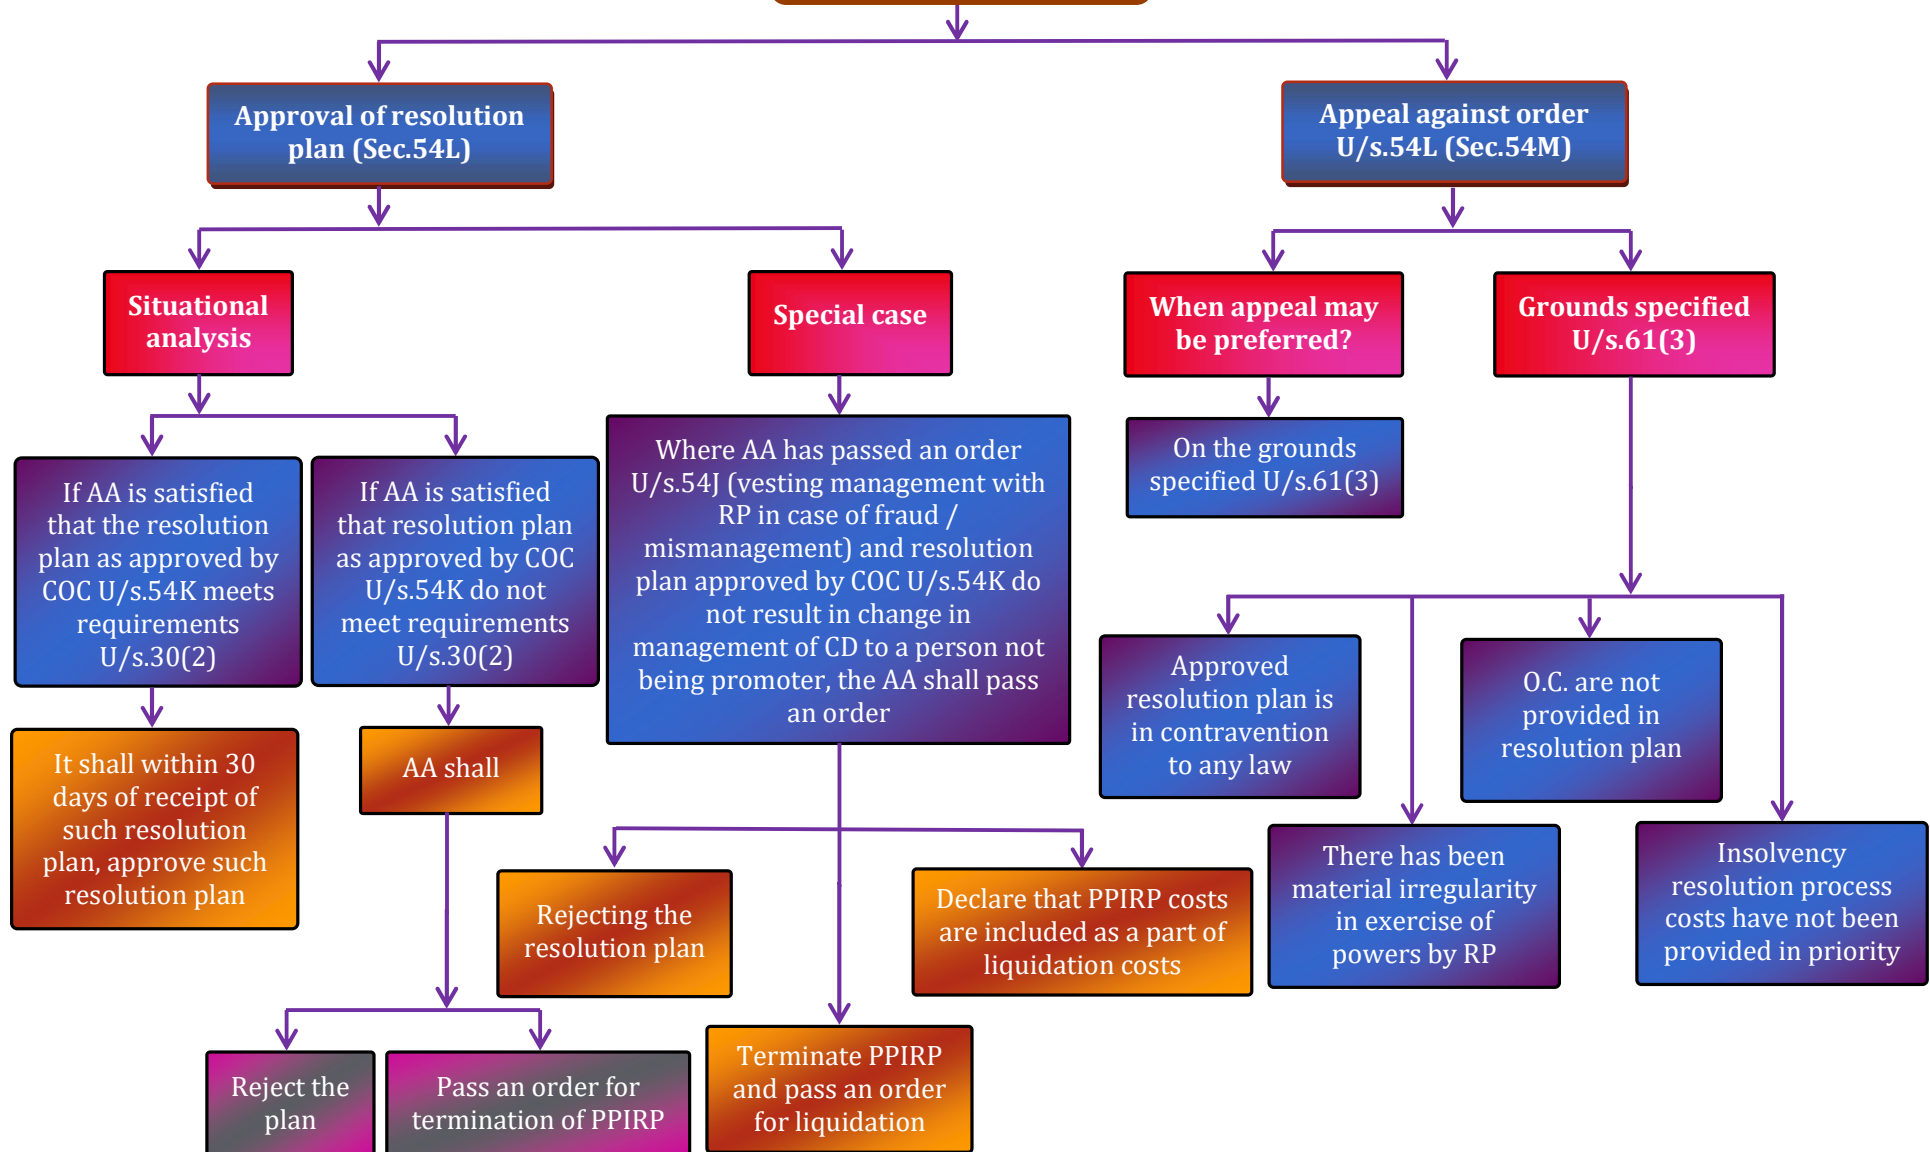 Approval of resolution
plan (Sec.54L)
Appeal against order
U/s.54L (Sec.54M)
Situational
analysis
Special case
When appeal may
be preferred?
Grounds specified
U/s.61(3)
If AA is satisfied
that the resolution
plan as approved by
COC U/s.54K meets
requirements
U/s.30(2)
If AA is satisfied
that resolution plan
as approved by COC
U/s.54K do not
meet requirements
U/s.30(2)
Where AA has passed an order
U/s.54J (vesting management with
RP in case of fraud /
mismanagement) and resolution
plan approved by COC U/s.54K do
not result in change in
management of CD to a person not
being promoter, the AA shall pass
an order
On the grounds
specified U/s.61(3)
Approved
resolution plan is
in contravention
to any law
O.C. are not
provided in
resolution plan
It shall within 30
days of receipt of
such resolution
plan, approve such
resolution plan
AA shall
There has been
material irregularity
in exercise of
powers by RP
Insolvency
resolution process
costs have not been
provided in priority
Rejecting the
resolution plan
Declare that PPIRP costs
are included as a part of
liquidation costs
Reject the
plan
Pass an order for
termination of PPIRP
Terminate PPIRP
and pass an order
for liquidation